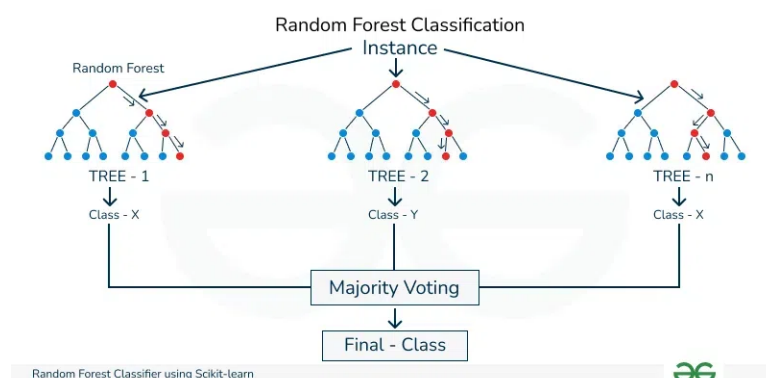 Random Forest Classification
Instance
Random Forest
TREE - 1
TREE - 2
TREE - n
Class - X
Class - Y
Class - X
Majority Voting
Final - Class
Random Forest Classifier using Scikit-learn